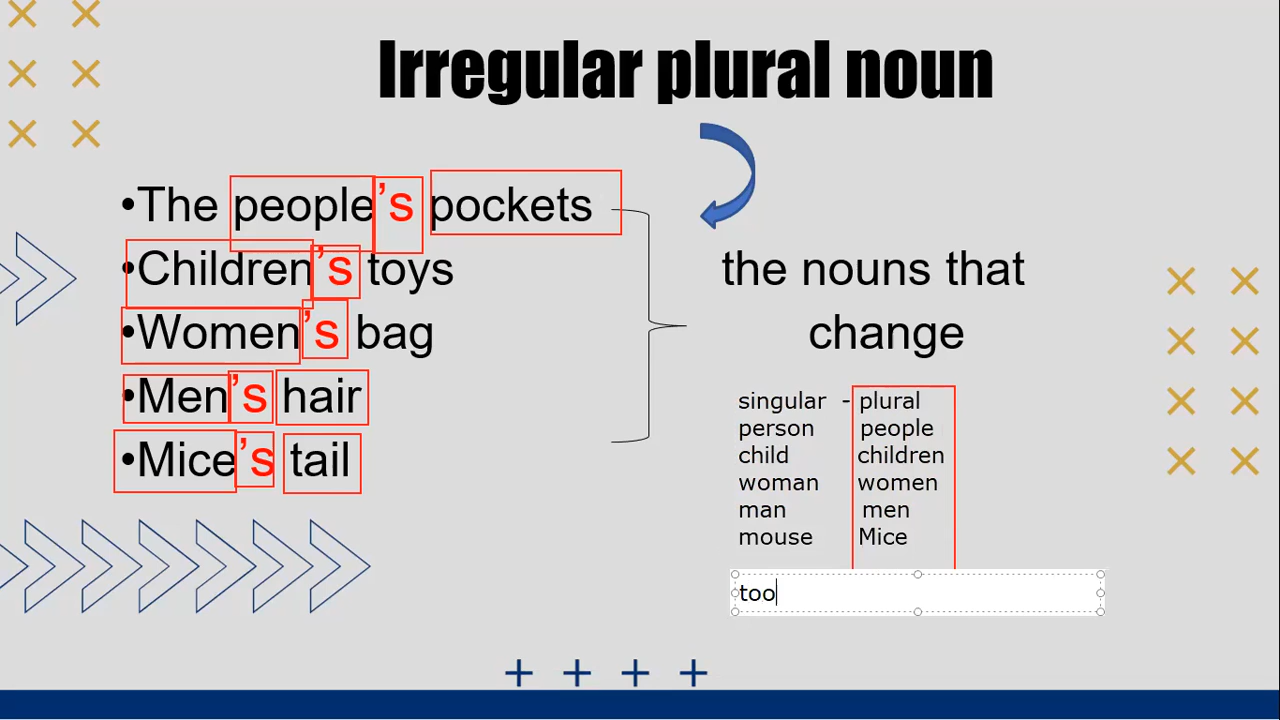 Irregular plural noun
•The people’s pockets
•Children’s toys
•Women’s bag
•Men’s hair
•Mice’s tail
the nouns that
change
singular - plural
person people
child children
woman women
man men
mouse Mice
too